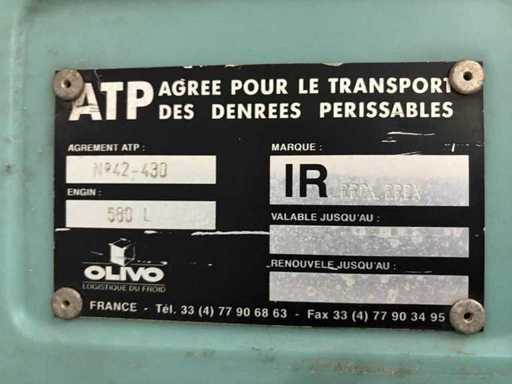 ATP AGREE POUR LE TRANSPORT
DES DENREES PERISSABLES
AGREMENT ATP :
Nº42-430
ENGIN :
580 L
MARQUE :
IR
VALABLE JUSQU'AU :
RENOUVELE JUSQU'AU :
OLIVO
LOGISTIQUE DU FROID
FRANCE - Tél. 33 (4) 77 90 68 63 - Fax 33 (4) 77 90 34 95